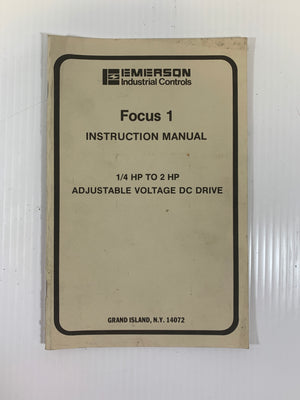 EMERSON
Industrial Controls
Focus 1
INSTRUCTION MANUAL
1/4 HP TO 2 HP
ADJUSTABLE VOLTAGE DC DRIVE
GRAND ISLAND, N.Y. 14072